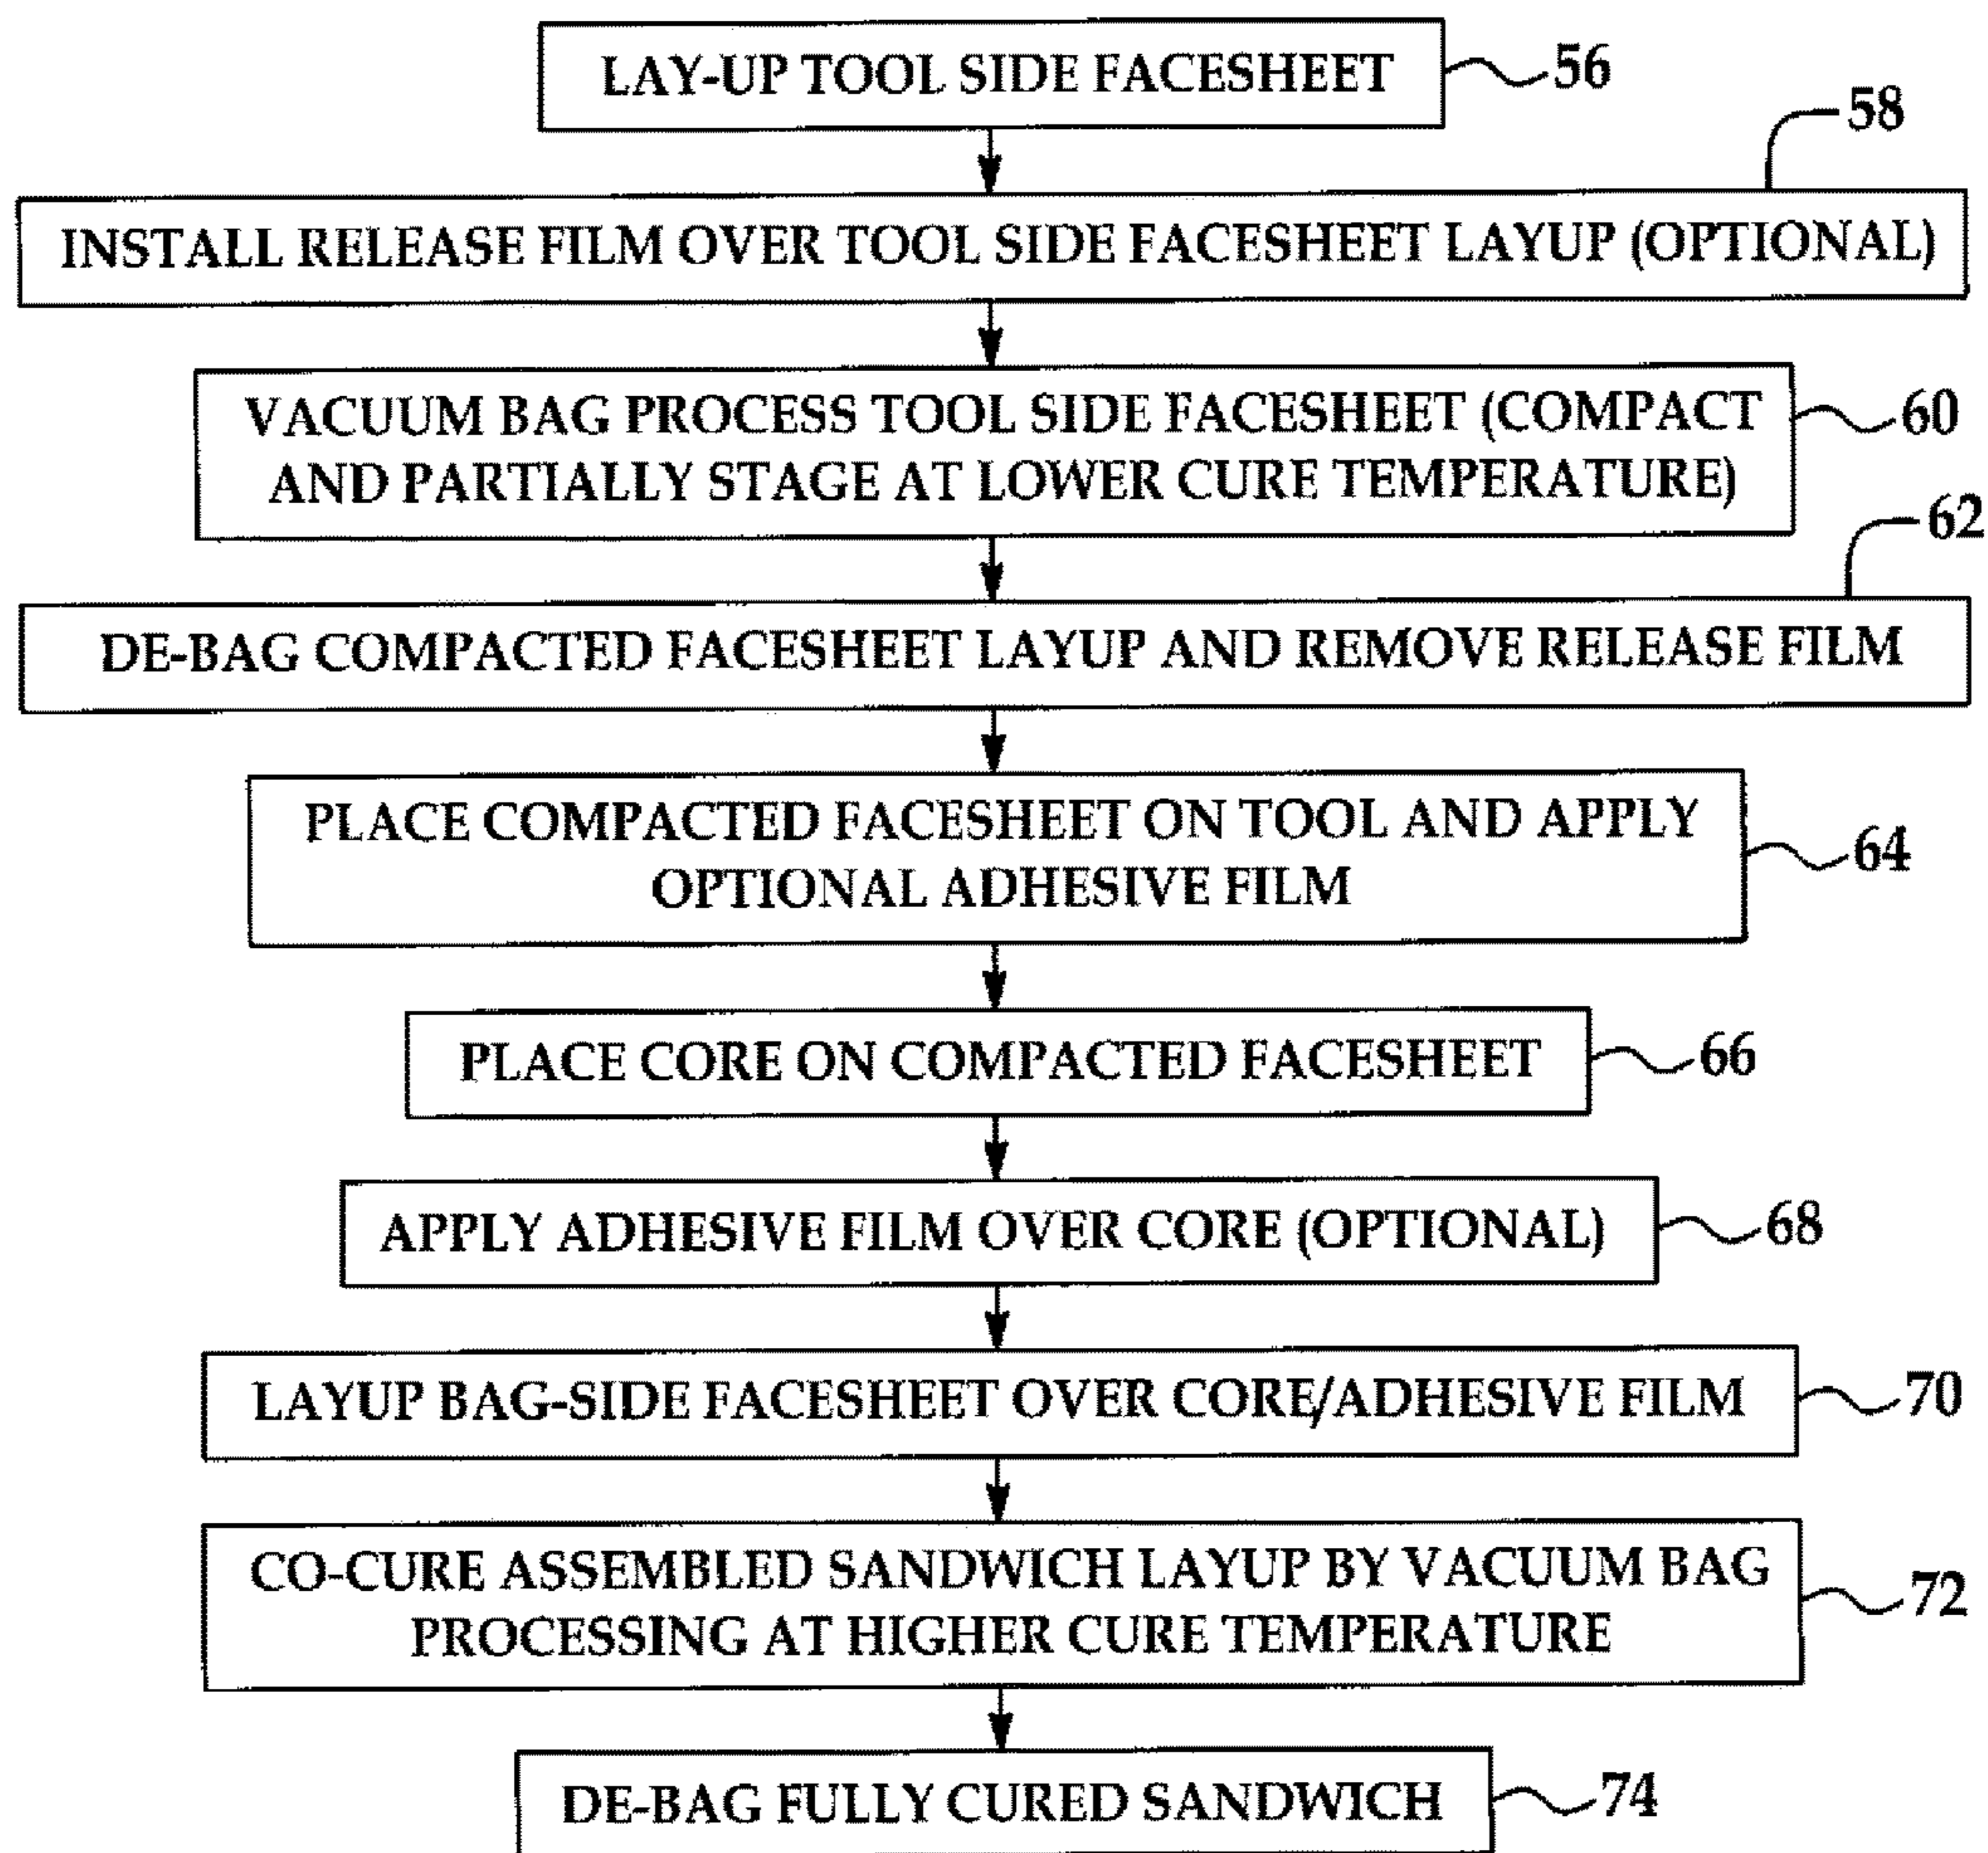 LAY-UP TOOL SIDE FACESHEET
56
58
INSTALL RELEASE FILM OVER TOOL SIDE FACESHEET LAYUP (OPTIONAL)
VACUUM BAG PROCESS TOOL SIDE FACESHEET (COMPACT
AND PARTIALLY STAGE AT LOWER CURE TEMPERATURE)
60
62
DE-BAG COMPACTED FACESHEET LAYUP AND REMOVE RELEASE FILM
PLACE COMPACTED FACESHEET ON TOOL AND APPLY
OPTIONAL ADHESIVE FILM
64
PLACE CORE ON COMPACTED FACESHEET
66
APPLY ADHESIVE FILM OVER CORE (OPTIONAL)
68
LAYUP BAG-SIDE FACESHEET OVER CORE/ADHESIVE FILM
70
CO-CURE ASSEMBLED SANDWICH LAYUP BY VACUUM BAG
PROCESSING AT HIGHER CURE TEMPERATURE
72
DE-BAG FULLY CURED SANDWICH
74